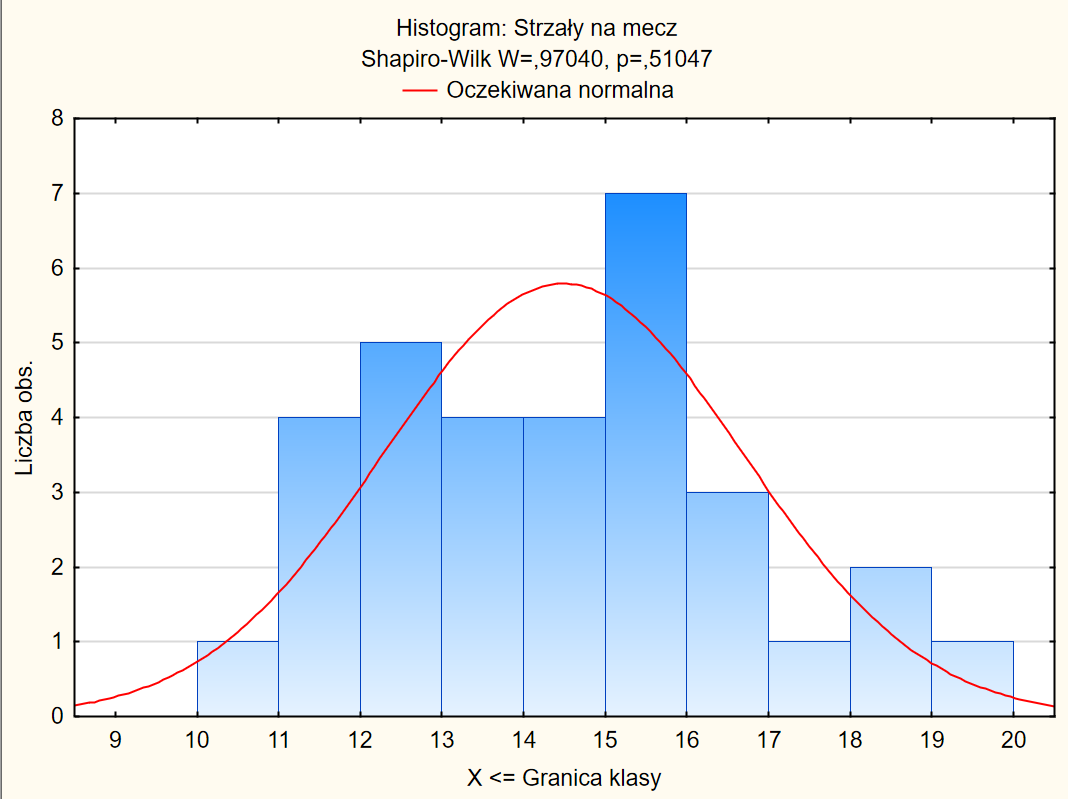 Histogram: Strzały na mecz
Shapiro-Wilk W=,97040, p=,51047
Oczekiwana normalna
8
7
6
5
4
3
2
1
0
Liczba obs.
9 10 11 12 13 14 15 16 17 18 19 20
X <= Granica klasy